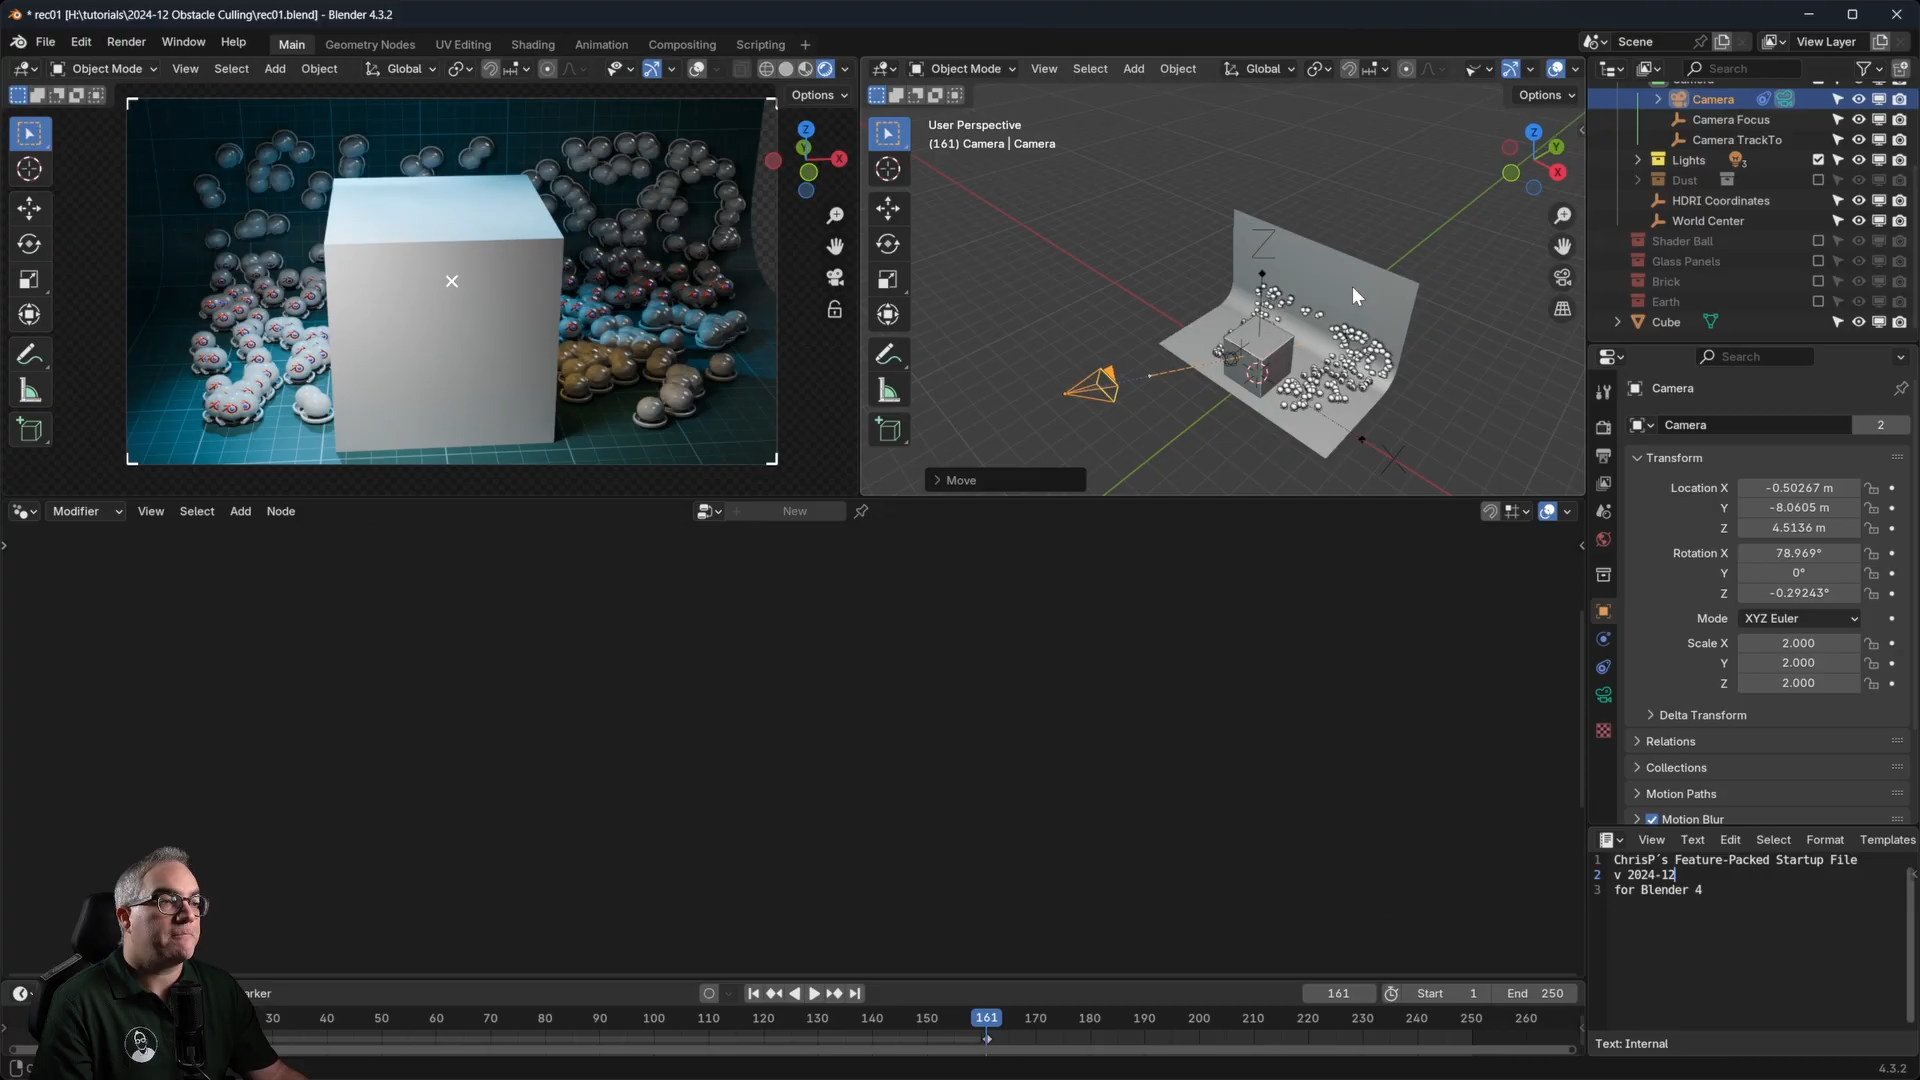 * rec01 [H:\tutorials\2024-12 Obstacle Culling\rec01.blend] - Blender 4.3.2
File Edit Render Window Help
Main Geometry Nodes UV Editing Shading Animation Compositing Scripting +
Scene
View Layer
Object Mode View Select Add Object Global
Options
Object Mode View Select Add Object Global
Options
User Perspective
(161) Camera | Camera
Z
X
Z
Y
X
Z
X
Move
Search
Camera
Camera Focus
Camera TrackTo
Lights 3
Dust
HDRI Coordinates
World Center
Shader Ball
Glass Panels
Brick
Earth
Cube
Search
Camera
Camera 2
Transform
Location X -0.50267 m
Y -8.0605 m
Z 4.5136 m
Rotation X 78.969°
Y 0°
Z -0.29243°
Mode XYZ Euler
Scale X 2.000
Y 2.000
Z 2.000
Delta Transform
Relations
Collections
Motion Paths
Motion Blur
Modifier View Select Add Node
New
View Text Edit Select Format Templates
1 ChrisP´s Feature-Packed Startup File
2 v 2024-12
3 for Blender 4
Text: Internal
arker
161 Start 1 End 250
30 40 50 60 70 80 90 100 110 120 130 140 150 161 170 180 190 200 210 220 230 240 250 260
4.3.2